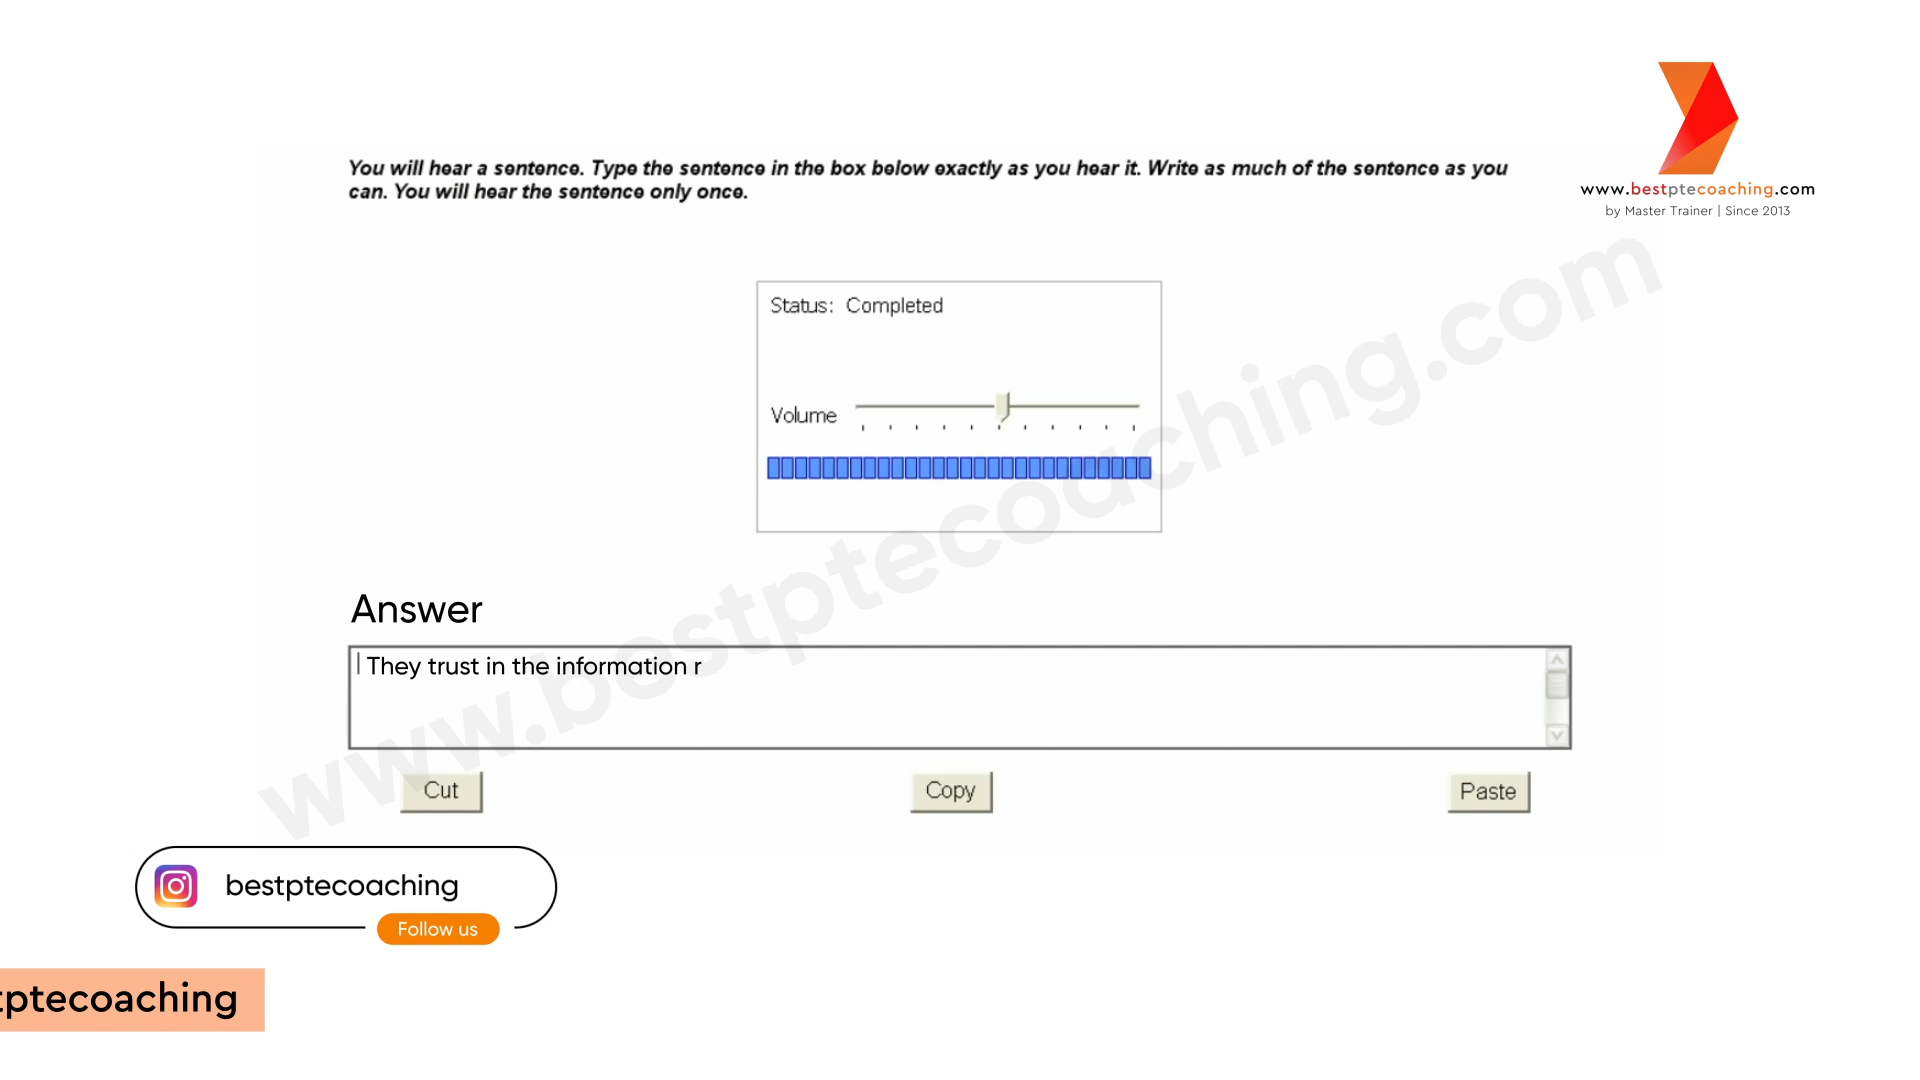 You will hear a sentence. Type the sentence in the box below exactly as you hear it. Write as much of the sentence as you
can. You will hear the sentence only once.
www.bestptecoaching.com
by Master Trainer | Since 2013
Status: Completed
Volume
www.bestptecoaching.com
Answer
They trust in the information r
Cut
Copy
Paste
bestptecoaching
Follow us
tptecoaching